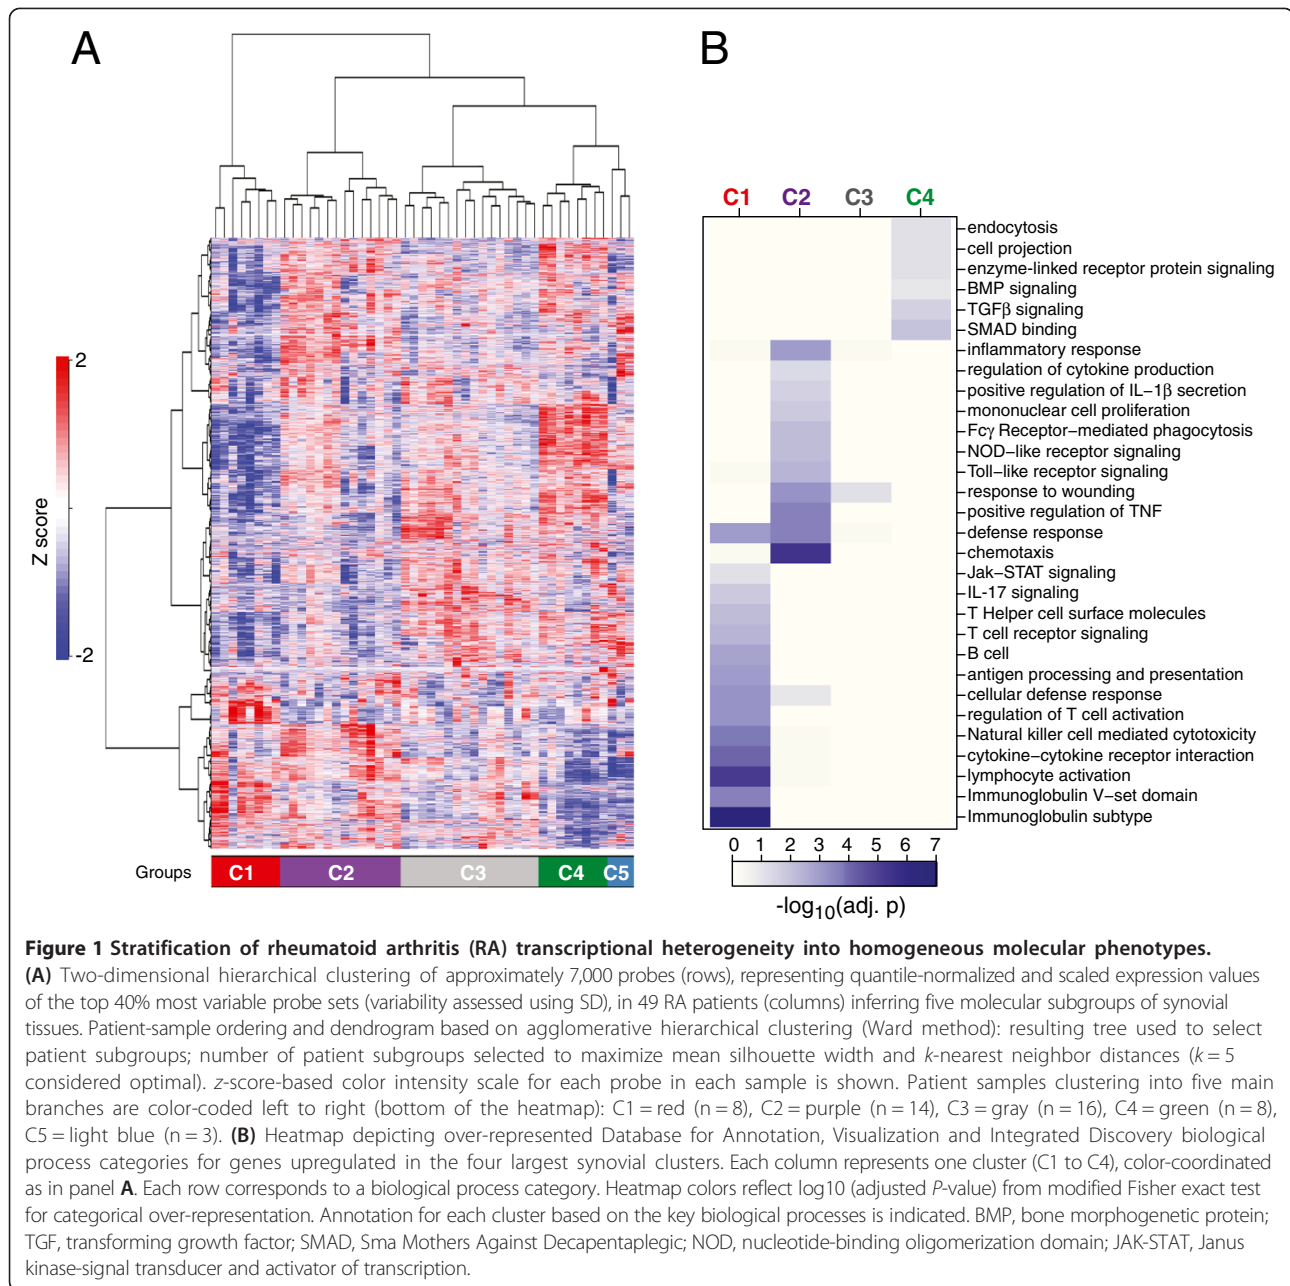 A
B
2
Z score
-2
Groups
C1
C2
C3
C4
C5
C1
C2
C3
C4
endocytosis
cell projection
enzyme-linked receptor protein signaling
BMP signaling
TGFβ signaling
SMAD binding
inflammatory response
regulation of cytokine production
positive regulation of IL−1β secretion
mononuclear cell proliferation
Fcγ Receptor−mediated phagocytosis
NOD−like receptor signaling
Toll−like receptor signaling
response to wounding
positive regulation of TNF
defense response
chemotaxis
Jak−STAT signaling
IL-17 signaling
T Helper cell surface molecules
T cell receptor signaling
B cell
antigen processing and presentation
cellular defense response
regulation of T cell activation
Natural killer cell mediated cytotoxicity
cytokine−cytokine receptor interaction
lymphocyte activation
Immunoglobulin V−set domain
Immunoglobulin subtype
0 1 2 3 4 5 6 7
-log10(adj. p)
Figure 1 Stratification of rheumatoid arthritis (RA) transcriptional heterogeneity into homogeneous molecular phenotypes.
(A) Two-dimensional hierarchical clustering of approximately 7,000 probes (rows), representing quantile-normalized and scaled expression values
of the top 40% most variable probe sets (variability assessed using SD), in 49 RA patients (columns) inferring five molecular subgroups of synovial
tissues. Patient-sample ordering and dendrogram based on agglomerative hierarchical clustering (Ward method): resulting tree used to select
patient subgroups; number of patient subgroups selected to maximize mean silhouette width and k-nearest neighbor distances (k = 5
considered optimal). z-score-based color intensity scale for each probe in each sample is shown. Patient samples clustering into five main
branches are color-coded left to right (bottom of the heatmap): C1 = red (n = 8), C2 = purple (n = 14), C3 = gray (n = 16), C4 = green (n = 8),
C5 = light blue (n = 3). (B) Heatmap depicting over-represented Database for Annotation, Visualization and Integrated Discovery biological
process categories for genes upregulated in the four largest synovial clusters. Each column represents one cluster (C1 to C4), color-coordinated
as in panel A. Each row corresponds to a biological process category. Heatmap colors reflect log10 (adjusted P-value) from modified Fisher exact test
for categorical over-representation. Annotation for each cluster based on the key biological processes is indicated. BMP, bone morphogenetic protein;
TGF, transforming growth factor; SMAD, Sma Mothers Against Decapentaplegic; NOD, nucleotide-binding oligomerization domain; JAK-STAT, Janus
kinase-signal transducer and activator of transcription.